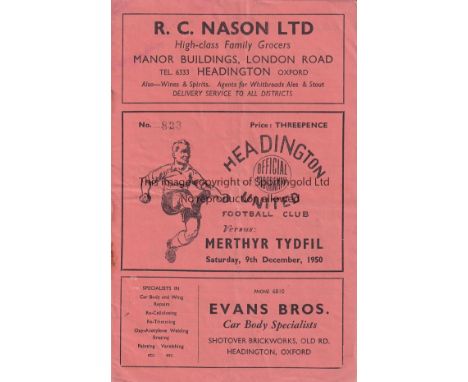 R. C. NASON LTD
High-class Family Grocers
MANOR BUILDINGS, LONDON ROAD
TEL. 6333 HEADINGTON OXFORD
Also—Wines & Spirits. Agents for Whitbreads Ales & Stout
DELIVERY SERVICE TO ALL DISTRICTS
No. 823 Price: THREEPENCE
HEADINGTON
OFFICIAL
UNITED
FOOTBALL CLUB
This image copyright of Sportingold Ltd
No reproduction allowed
Versus:
MERTHYR TYDFIL
Saturday, 9th December, 1950
SPECIALISTS IN
Car Body and Wing
Repairs
Re-Cellulosing
Re-Trimming
Oxy-Acetylene Welding
Brazing
Painting Varnishing
etc. etc.
PHONE 6810
EVANS BROS.
Car Body Specialists
SHOTOVER BRICKWORKS, OLD RD.
HEADINGTON, OXFORD